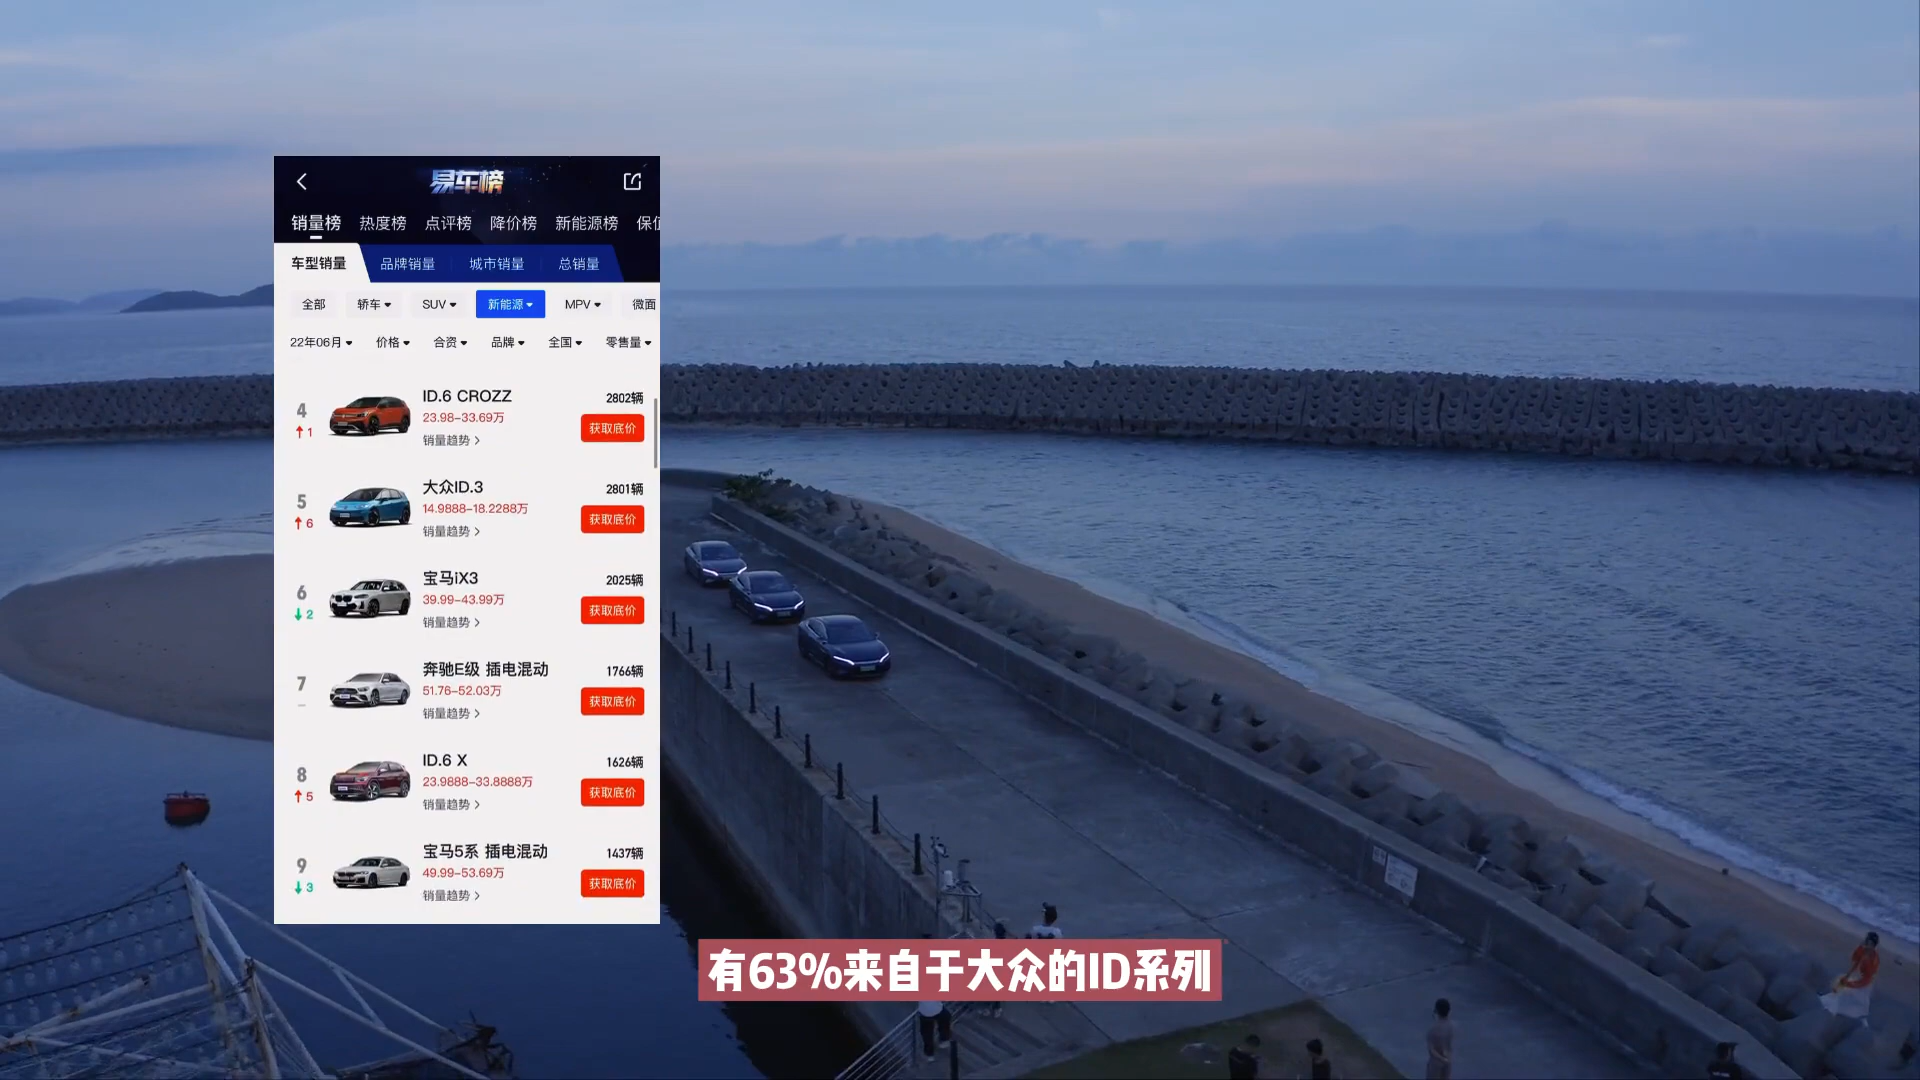 易车榜
销量榜 热度榜 点评榜 降价榜 新能源榜 保值
车型销量 品牌销量 城市销量 总销量
全部 轿车 SUV 新能源 MPV 微面
22年06月 价格 合资 品牌 全国 零售量
4 ID.6 CROZZ 2802辆
↑1 23.98-33.69万 获取底价
销量趋势 >
5 大众ID.3 2801辆
↑6 14.9888-18.2288万 获取底价
销量趋势 >
6 宝马iX3 2025辆
↓2 39.99-43.99万 获取底价
销量趋势 >
7 奔驰E级 插电混动 1766辆
51.76-52.03万 获取底价
销量趋势 >
8 ID.6 X 1626辆
↑5 23.9888-33.8888万 获取底价
销量趋势 >
9 宝马5系 插电混动 1437辆
↓3 49.99-53.69万 获取底价
销量趋势 >
有63%来自于大众的ID系列